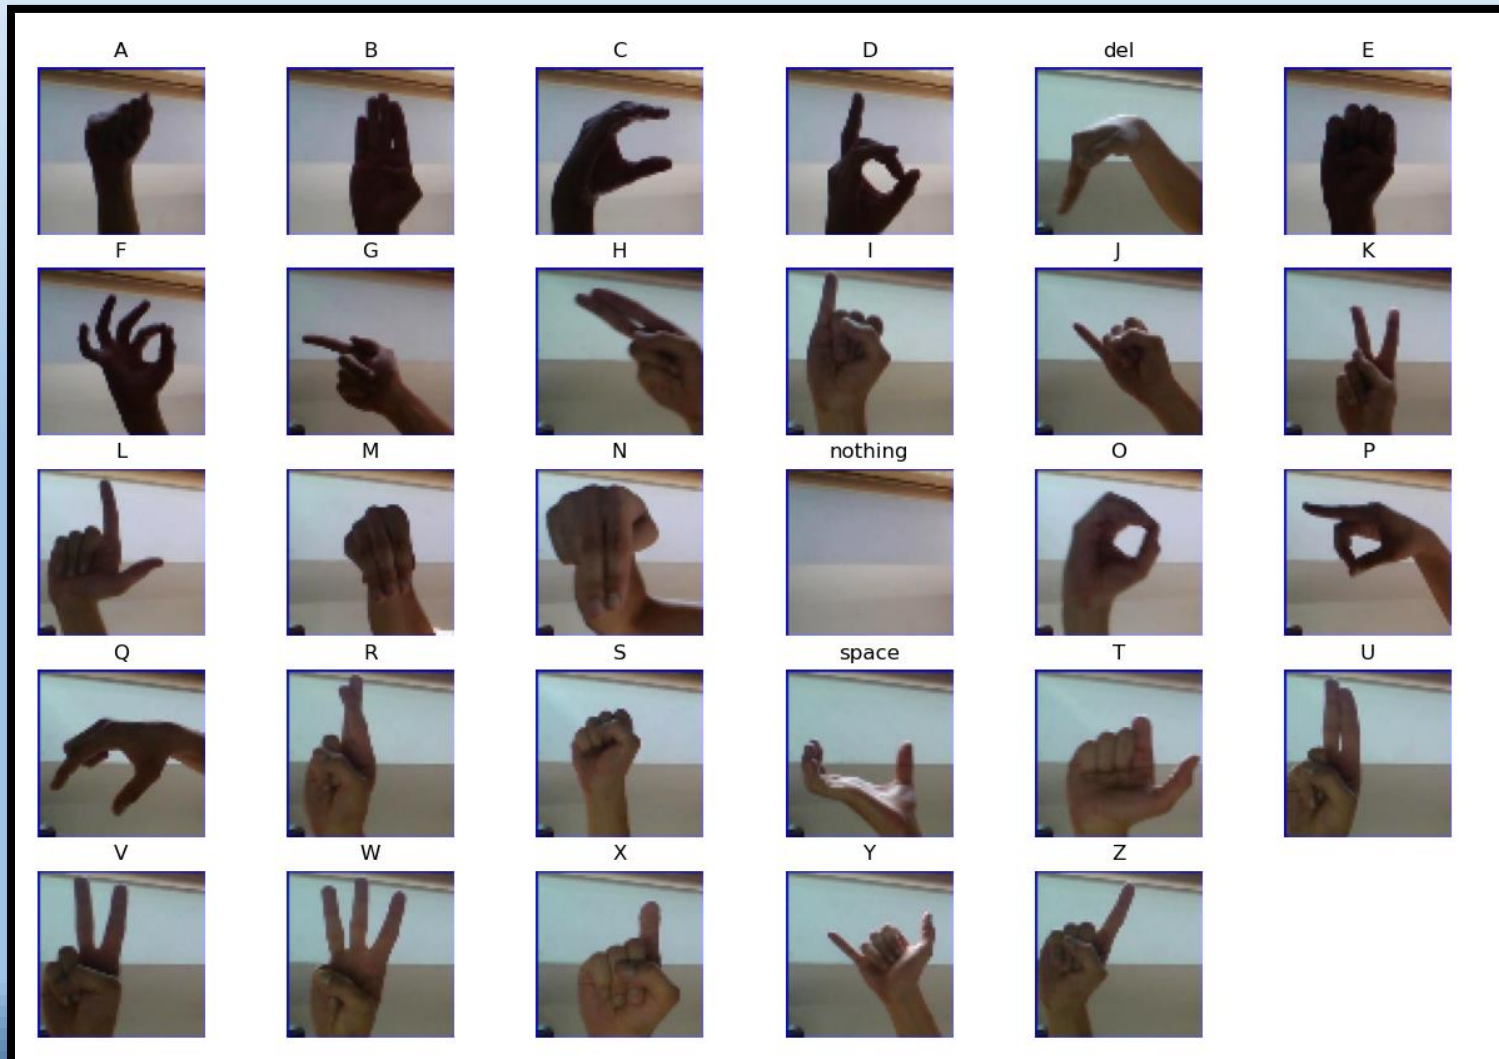 A B C D del E
F G H I J K
L M N nothing O P
Q R S space T U
V W X Y Z